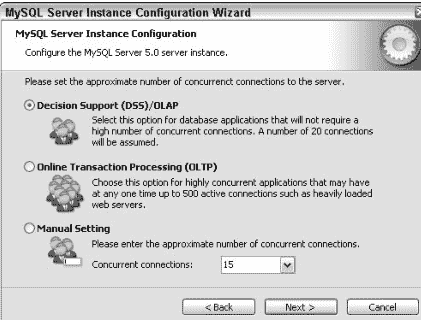 MySQL Server Instance Configuration Wizard
MySQL Server Instance Configuration
Configure the MySQL Server 5.0 server instance.
Please set the approximate number of concurrenct connections to the server.
Decision Support (DSS)/OLAP
Select this option for database applications that will not require a
high number of concurrent connections. A number of 20 connections
will be assumed.
Online Transaction Processing (OLTP)
Choose this option for highly concurrent applications that may have
at any one time up to 500 active connections such as heavily loaded
web servers.
Manual Setting
Please enter the approximate number of concurrent connections.
Concurrent connections: 15
< Back Next > Cancel